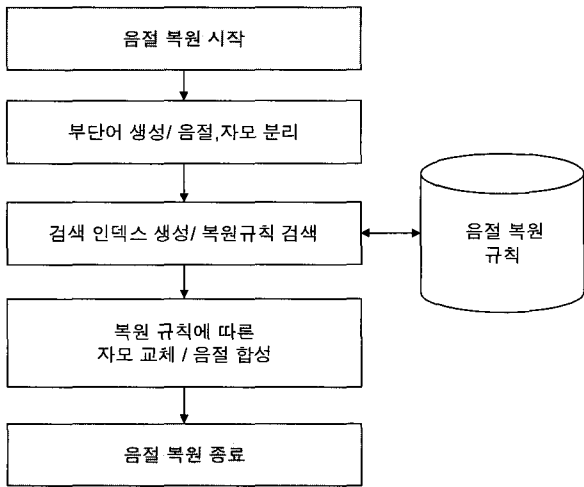 음절 복원 시작
부단어 생성/ 음절,자모 분리
검색 인덱스 생성/ 복원규칙 검색
음절 복원
규칙
복원 규칙에 따른
자모 교체 / 음절 합성
음절 복원 종료